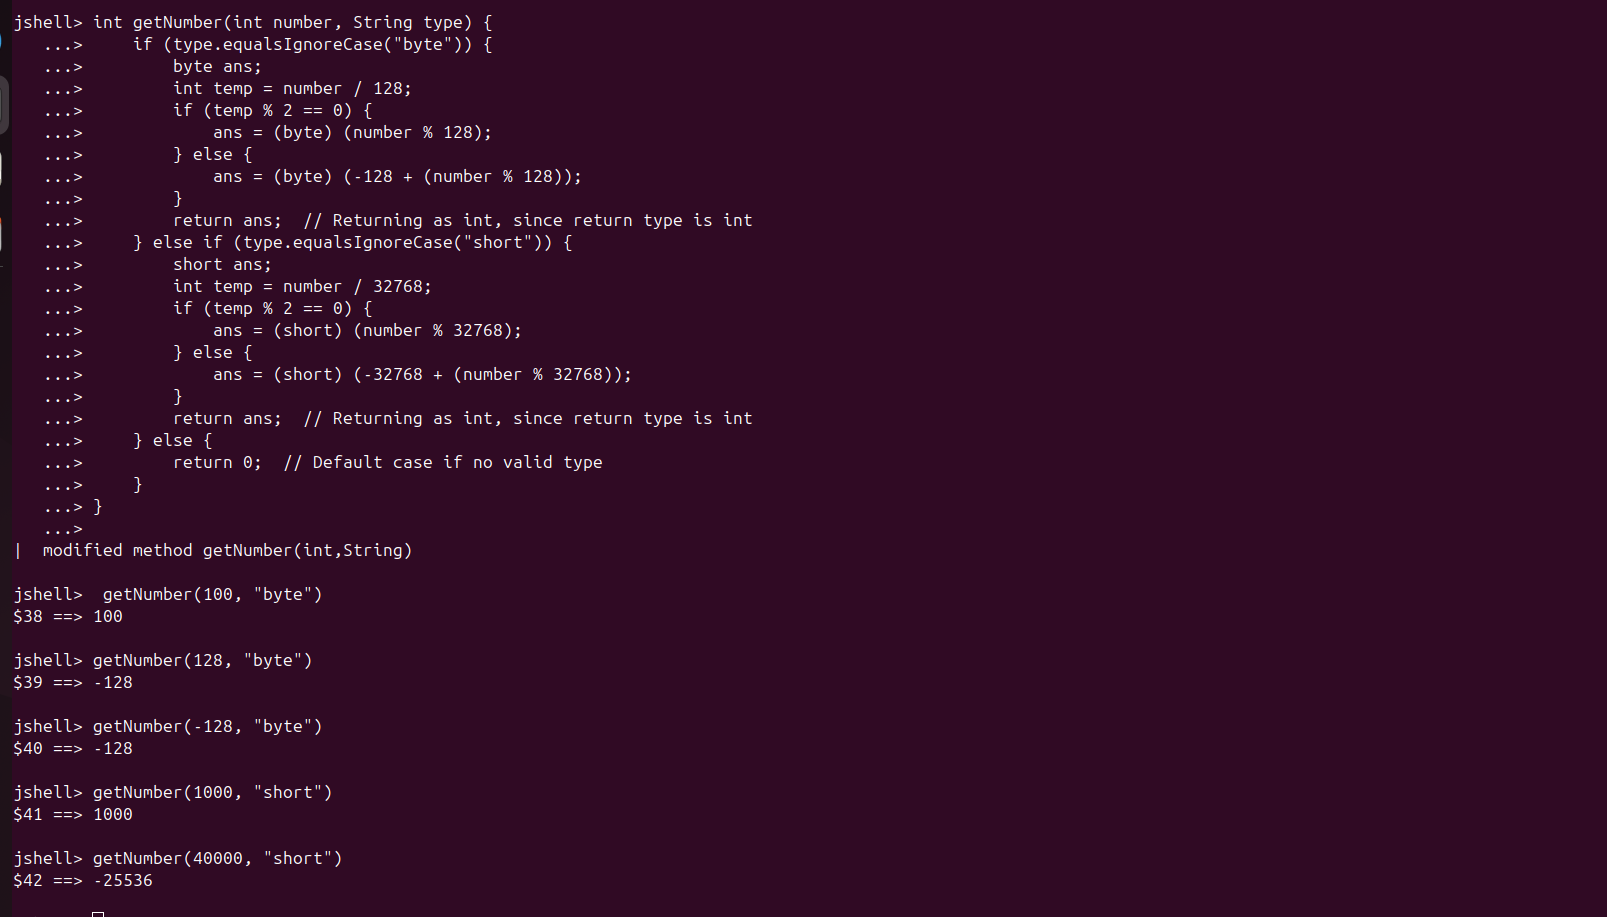 jshell> int getNumber(int number, String type) {
   ...>     if (type.equalsIgnoreCase("byte")) {
   ...>         byte ans;
   ...>         int temp = number / 128;
   ...>         if (temp % 2 == 0) {
   ...>             ans = (byte) (number % 128);
   ...>         } else {
   ...>             ans = (byte) (-128 + (number % 128));
   ...>         }
   ...>         return ans;  // Returning as int, since return type is int
   ...>     } else if (type.equalsIgnoreCase("short")) {
   ...>         short ans;
   ...>         int temp = number / 32768;
   ...>         if (temp % 2 == 0) {
   ...>             ans = (short) (number % 32768);
   ...>         } else {
   ...>             ans = (short) (-32768 + (number % 32768));
   ...>         }
   ...>         return ans;  // Returning as int, since return type is int
   ...>     } else {
   ...>         return 0;  // Default case if no valid type
   ...>     }
   ...> }
   ...>
|  modified method getNumber(int,String)
jshell>  getNumber(100, "byte")
$38 ==> 100
jshell> getNumber(128, "byte")
$39 ==> -128
jshell> getNumber(-128, "byte")
$40 ==> -128
jshell> getNumber(1000, "short")
$41 ==> 1000
jshell> getNumber(40000, "short")
$42 ==> -25536